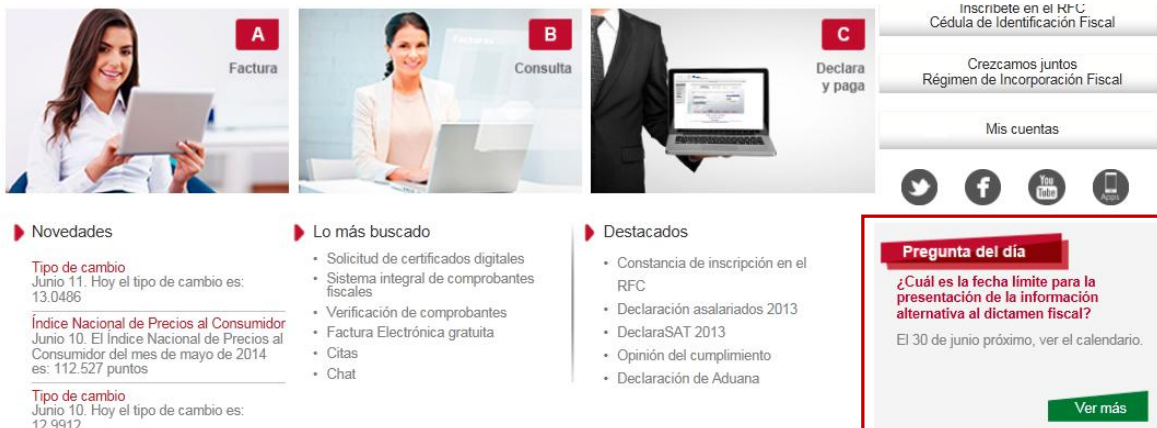 A
Factura
Facturas
B
Consulta
C
Declara
y paga
Inscríbete en el RFC
Cédula de Identificación Fiscal
Crezcamos juntos
Régimen de Incorporación Fiscal
Mis cuentas
You
Tube
Apps
Novedades
Tipo de cambio
Junio 11. Hoy el tipo de cambio es:
13.0486
Índice Nacional de Precios al Consumidor
Junio 10. El Índice Nacional de Precios al
Consumidor del mes de mayo de 2014
es: 112.527 puntos
Tipo de cambio
Junio 10. Hoy el tipo de cambio es:
12.9912
Lo más buscado
• Solicitud de certificados digitales
• Sistema integral de comprobantes
fiscales
• Verificación de comprobantes
• Factura Electrónica gratuita
• Citas
• Chat
Destacados
• Constancia de inscripción en el
RFC
• Declaración asalariados 2013
• DeclaraSAT 2013
• Opinión del cumplimiento
• Declaración de Aduana
Pregunta del día
¿Cuál es la fecha límite para la
presentación de la información
alternativa al dictamen fiscal?
El 30 de junio próximo, ver el calendario.
Ver más